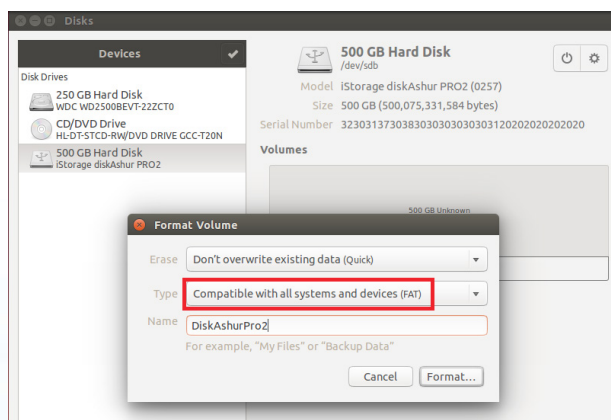 Disks
Devices
Disk Drives
250 GB Hard Disk
WDC WD2500BEVT-22ZCT0
CD/DVD Drive
HL-DT-STCD-RW/DVD DRIVE GCC-T20N
500 GB Hard Disk
iStorage diskAshur PRO2
500 GB Hard Disk
/dev/sdb
Model iStorage diskAshur PRO2 (0257)
Size 500 GB (500,075,331,584 bytes)
Volumes
500 GB Unknown
Format Volume
Erase Don't overwrite existing data (Quick)
Type Compatible with all systems and devices (FAT)
Name DiskAshurPro2
For example, "My Files" or "Backup Data"
Cancel Format...